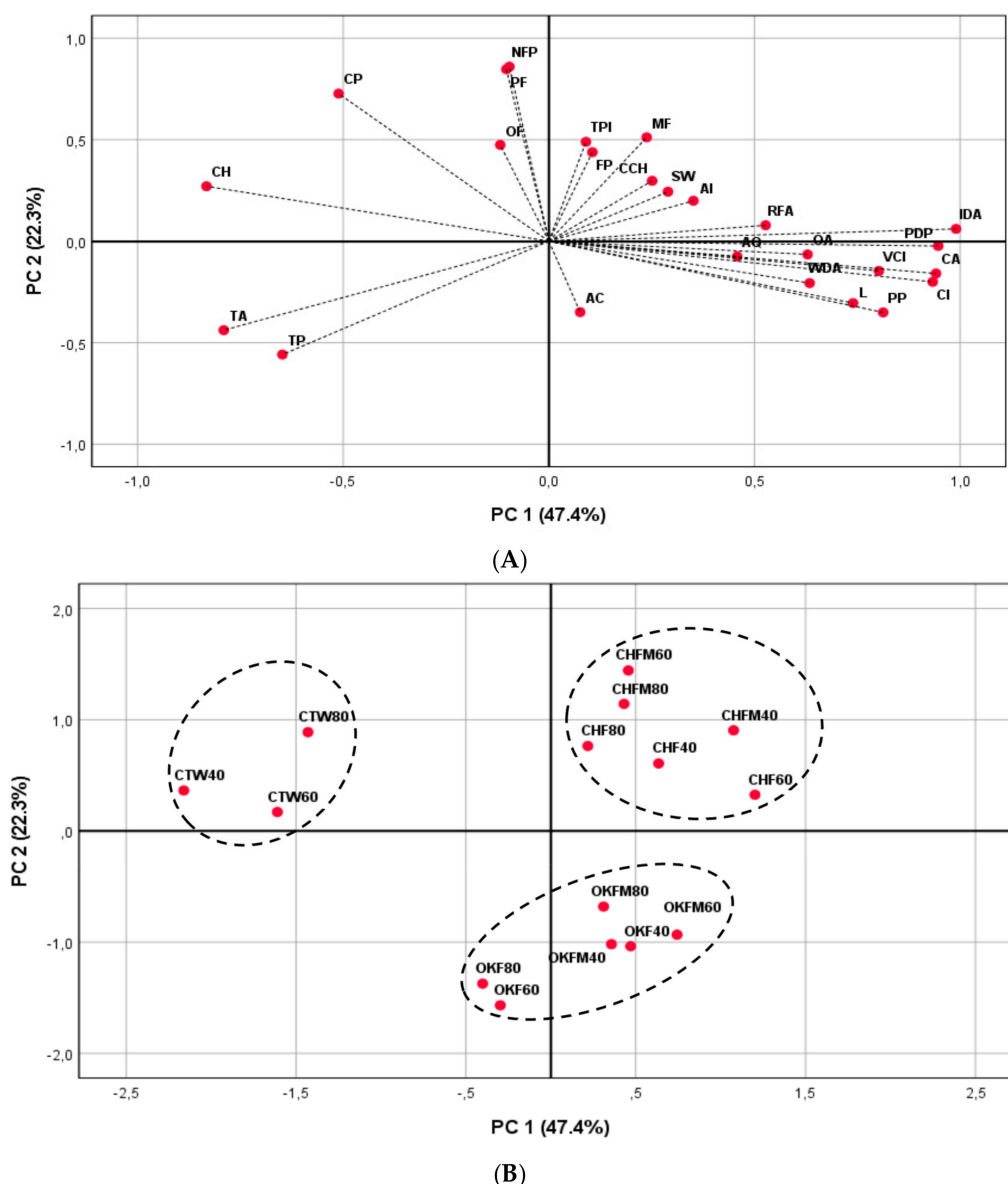 1,0
NFP
CP
PF
0,5
TPI
MF
OF
FP
CCH
SW
CH
AI
RFA
IDA
0,0
AQ
OA
PDP
VCI
CA
WDA
L
PP
CI
AC
TA
TP
-0,5
-1,0
-1,0
-0,5
0,0
0,5
1,0
PC 2 (22.3%)
PC 1 (47.4%)
(A)
2,0
CHFM60
CHFM80
CTW80
CHF80
CHFM40
1,0
CHF40
CTW40
CHF60
CTW60
,0
OKFM80
OKFM60
OKF40
-1,0
OKFM40
OKF80
OKF60
-2,0
-2,5
-1,5
-,5
,5
1,5
2,5
PC 2 (22.3%)
PC 1 (47.4%)
(B)